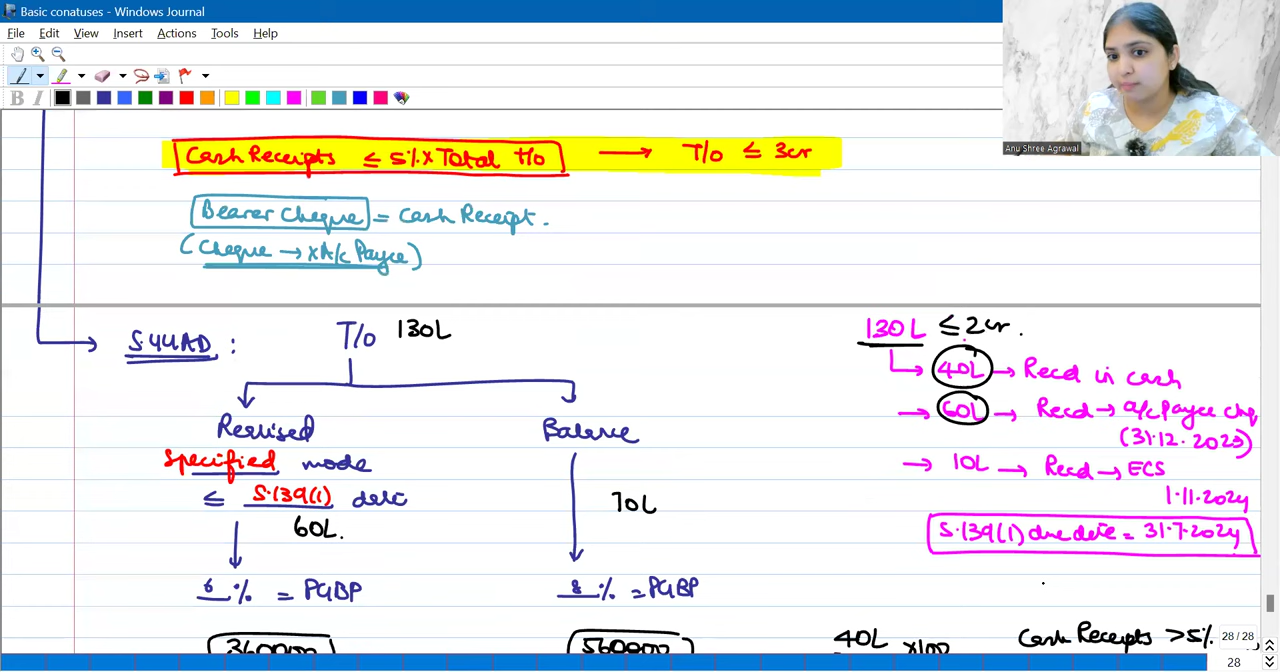 Basic conatuses - Windows Journal
File Edit View Insert Actions Tools Help
B I
Anu Shree Agrawal
Cash Receipts ≤ 5% x Total T/o → T/o ≤ 3cr
Bearer Cheque = Cash Receipt.
(Cheque → x A/c Payee)
S.44AD : T/o 130L
Realised
Specified mode
≤ S.139(1) date
60L.
6 % = PGBP
360000
Balance
70L
8 % = PGBP
560000
130L ≤ 2cr.
→ 40L → Recd in cash
→ 60L → Recd → a/c Payee chq
(31.12.2023)
→ 10L → Recd → ECS
1.11.2024
S.139(1) due date = 31.7.2024
40L x100
Cash Receipts > 5%
28 / 28
28